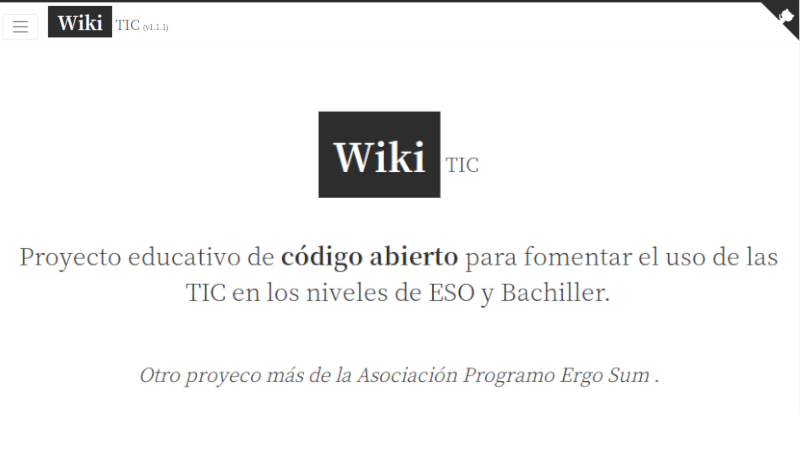 Wiki TIC (v1.1.1)
Wiki TIC
Proyecto educativo de código abierto para fomentar el uso de las
TIC en los niveles de ESO y Bachiller.
Otro proyeco más de la Asociación Programo Ergo Sum .